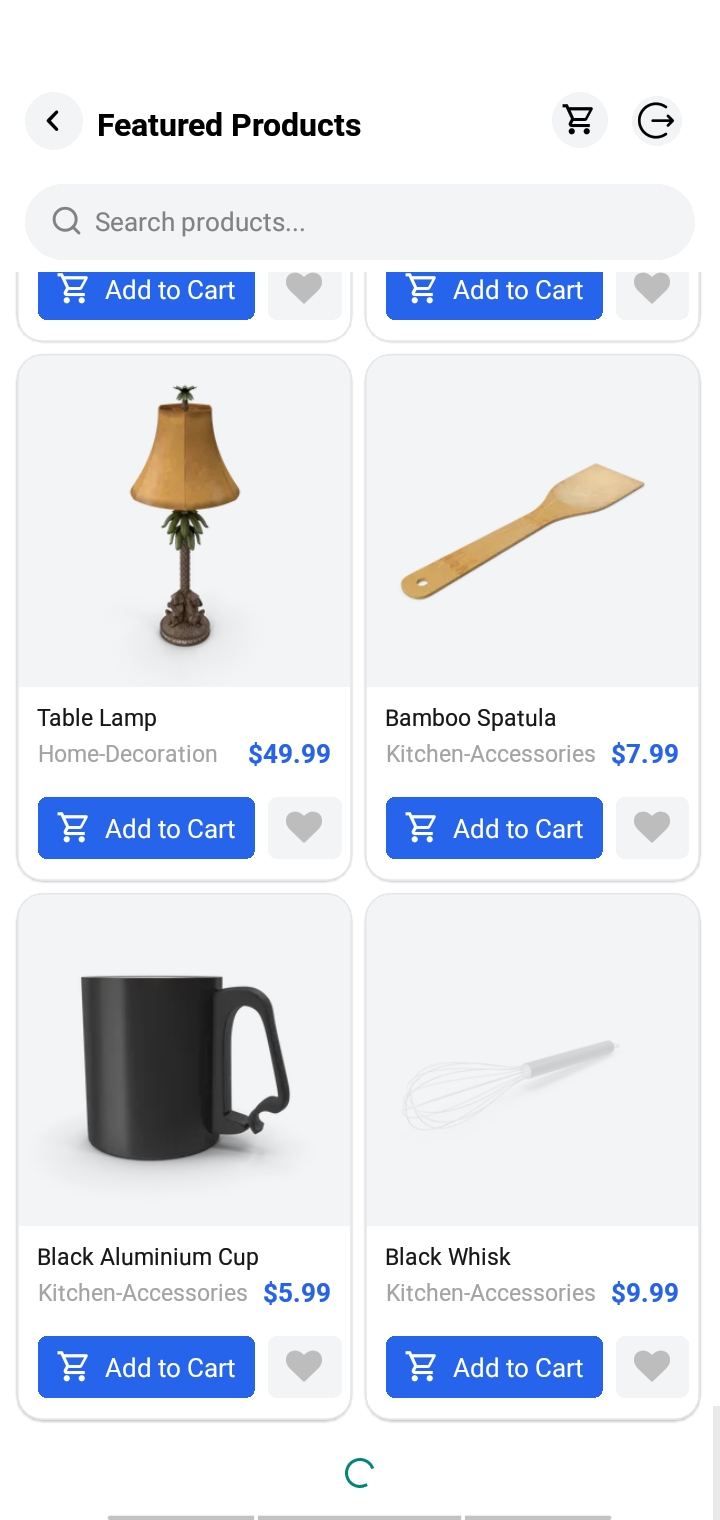 Featured Products
Search products...
Add to Cart
Add to Cart
Table Lamp
Home-Decoration $49.99
Add to Cart
Bamboo Spatula
Kitchen-Accessories $7.99
Add to Cart
Black Aluminium Cup
Kitchen-Accessories $5.99
Add to Cart
Black Whisk
Kitchen-Accessories $9.99
Add to Cart